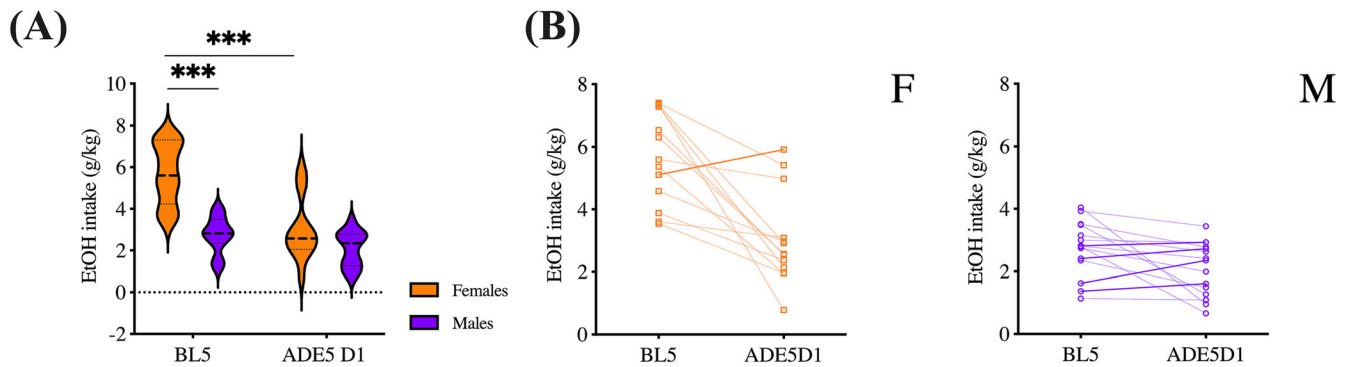 (A)
***
***
EtOH intake (g/kg)
10
8
6
4
2
0
-2
BL5
ADE5 D1
Females
Males
(B)
F
EtOH intake (g/kg)
8
6
4
2
0
BL5
ADE5D1
M
EtOH intake (g/kg)
8
6
4
2
0
BL5
ADE5D1